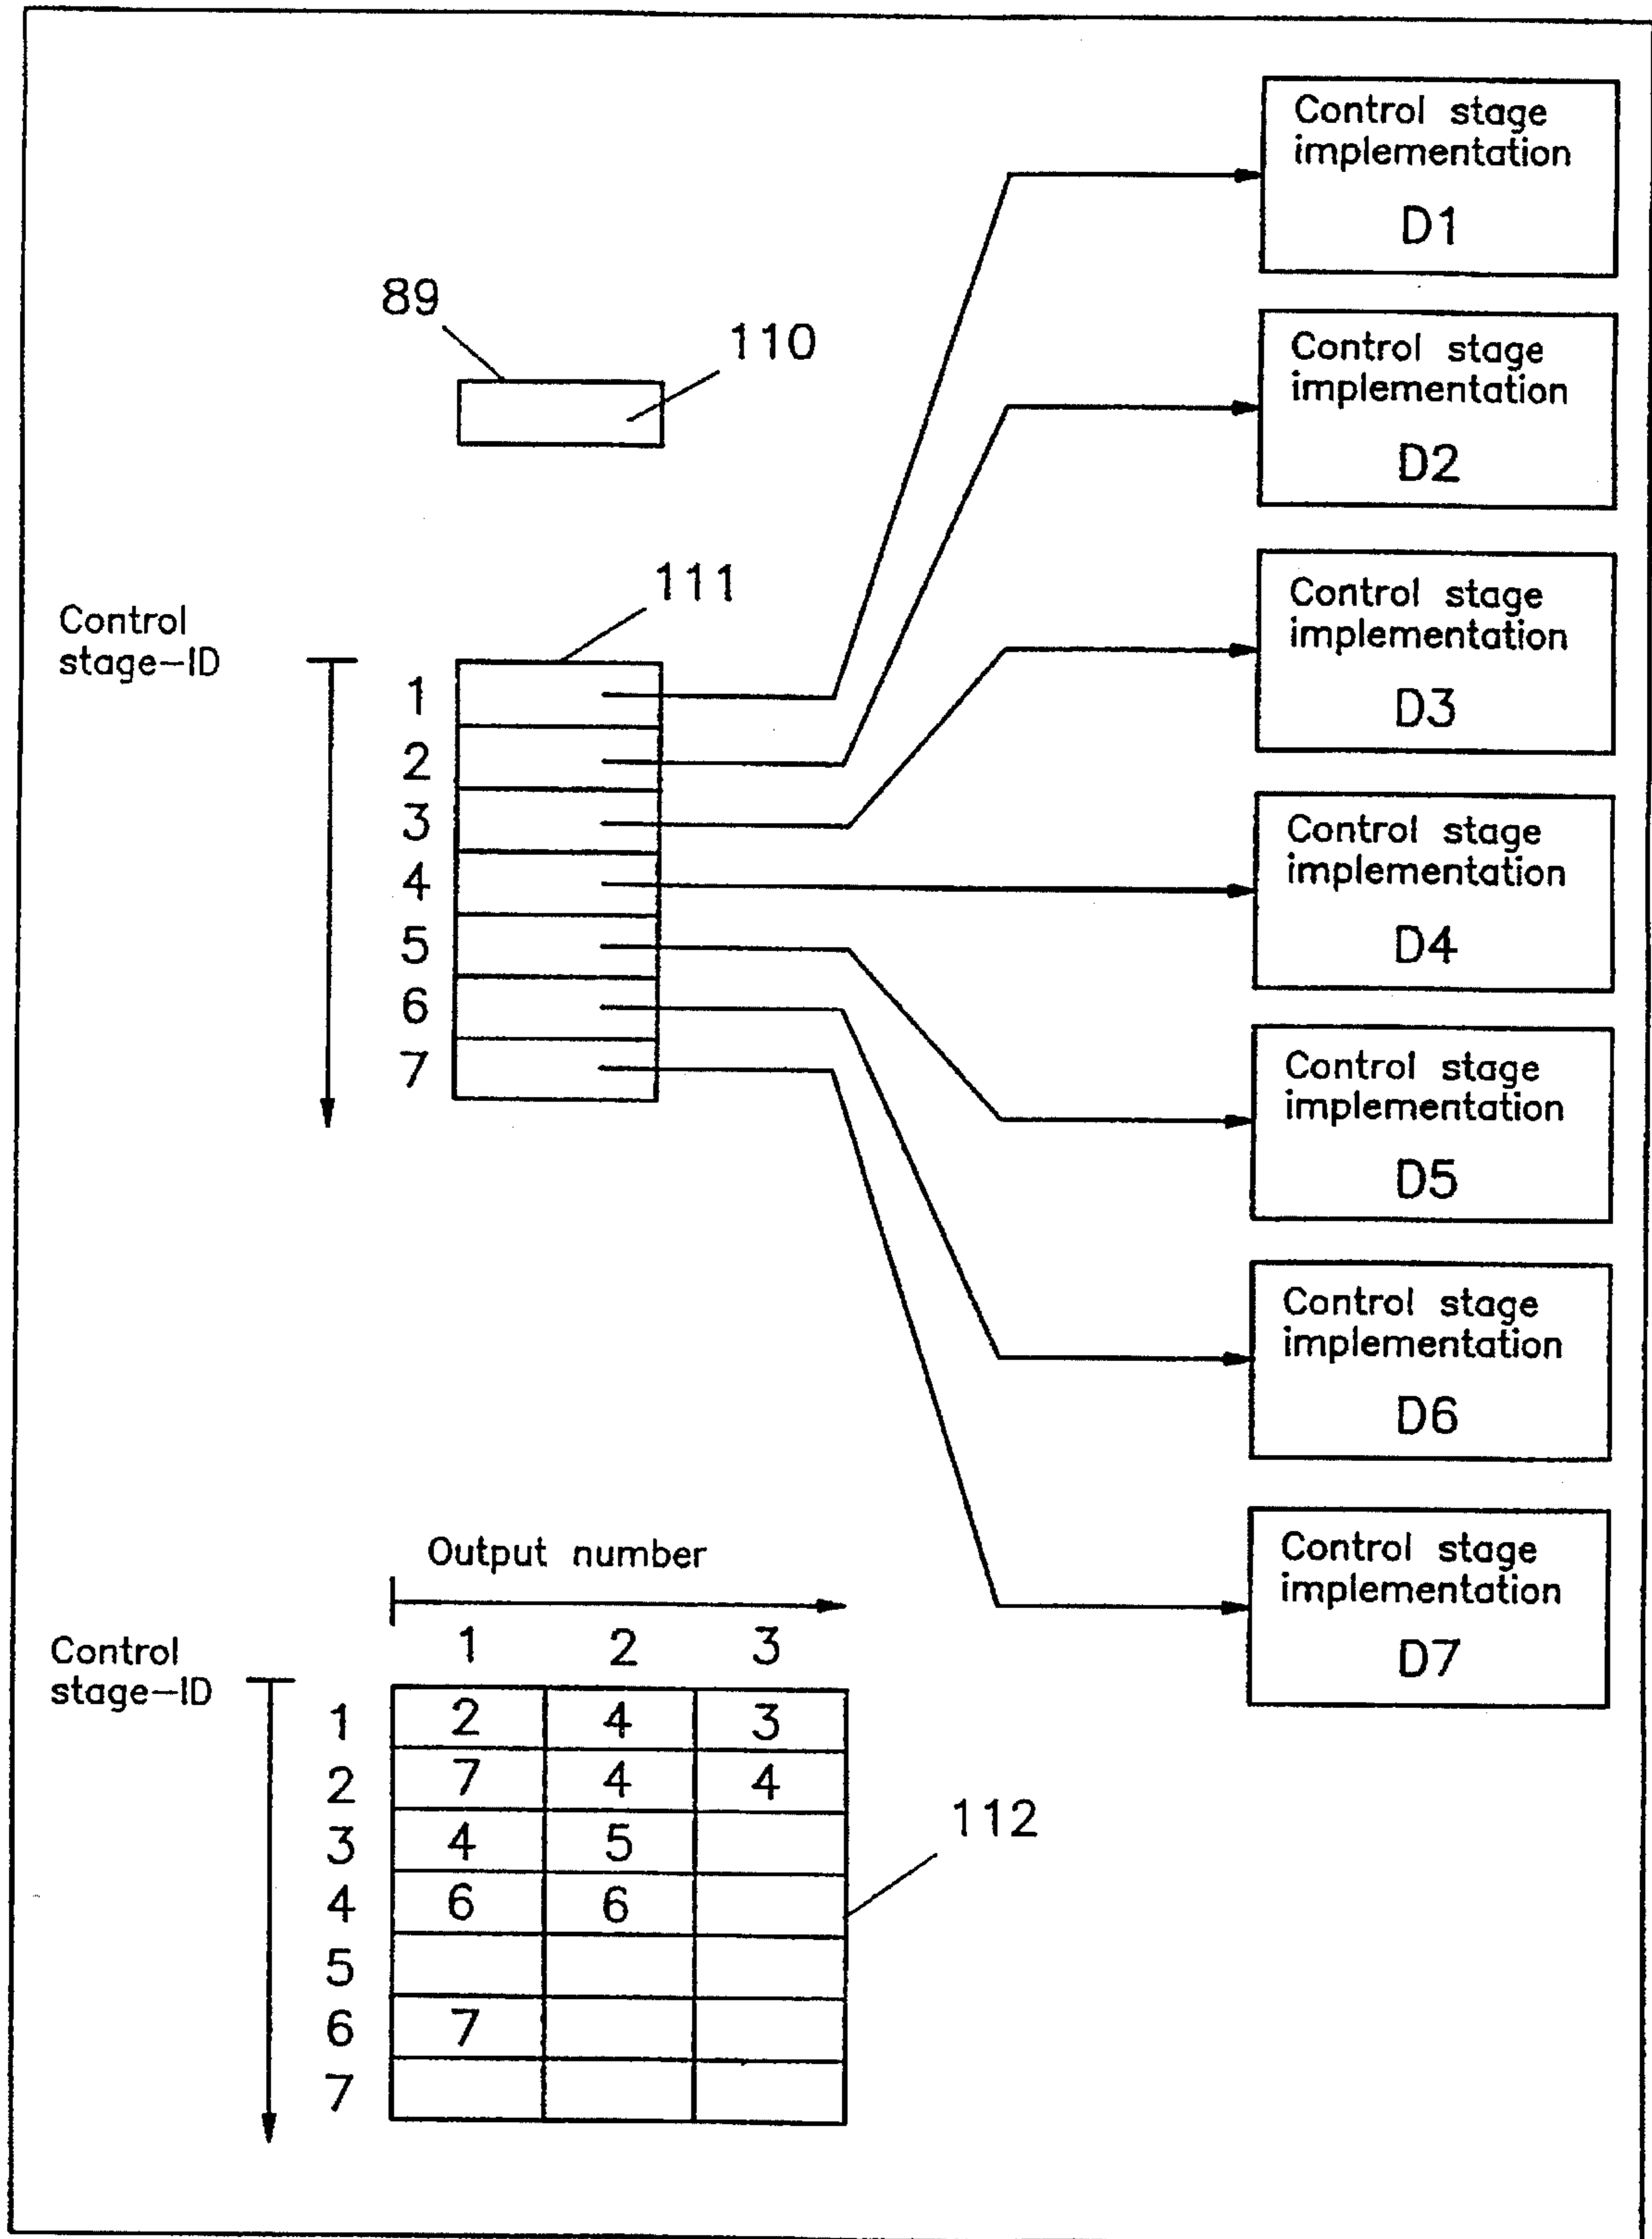 Control stage
implementation
D1
89
110
Control stage
implementation
D2
111
Control
stage-ID
1
2
3
4
5
6
7
Control stage
implementation
D3
Control stage
implementation
D4
Control stage
implementation
D5
Control stage
implementation
D6
Control stage
implementation
D7
Output number
Control
stage-ID
1 2 3
1 2 4 3
2 7 4 4
3 4 5
4 6 6
5
6 7
7
112